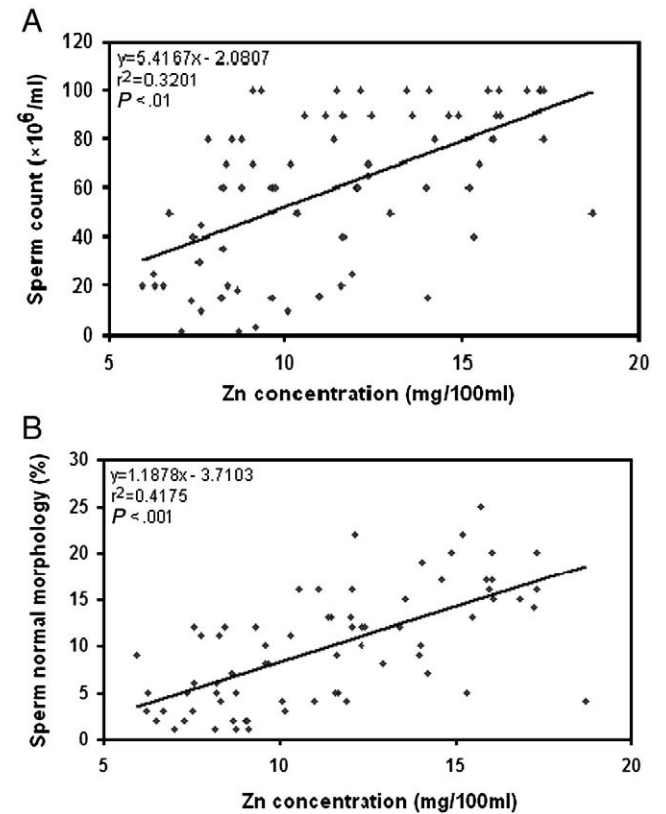 A
y=5.4167x - 2.0807
r²=0.3201
P <.01
120
100
80
60
40
20
0
5
10
15
20
Sperm count (×10⁶/ml)
Zn concentration (mg/100ml)
B
y=1.1878x - 3.7103
r²=0.4175
P <.001
30
25
20
15
10
5
0
5
10
15
20
Sperm normal morphology (%)
Zn concentration (mg/100ml)